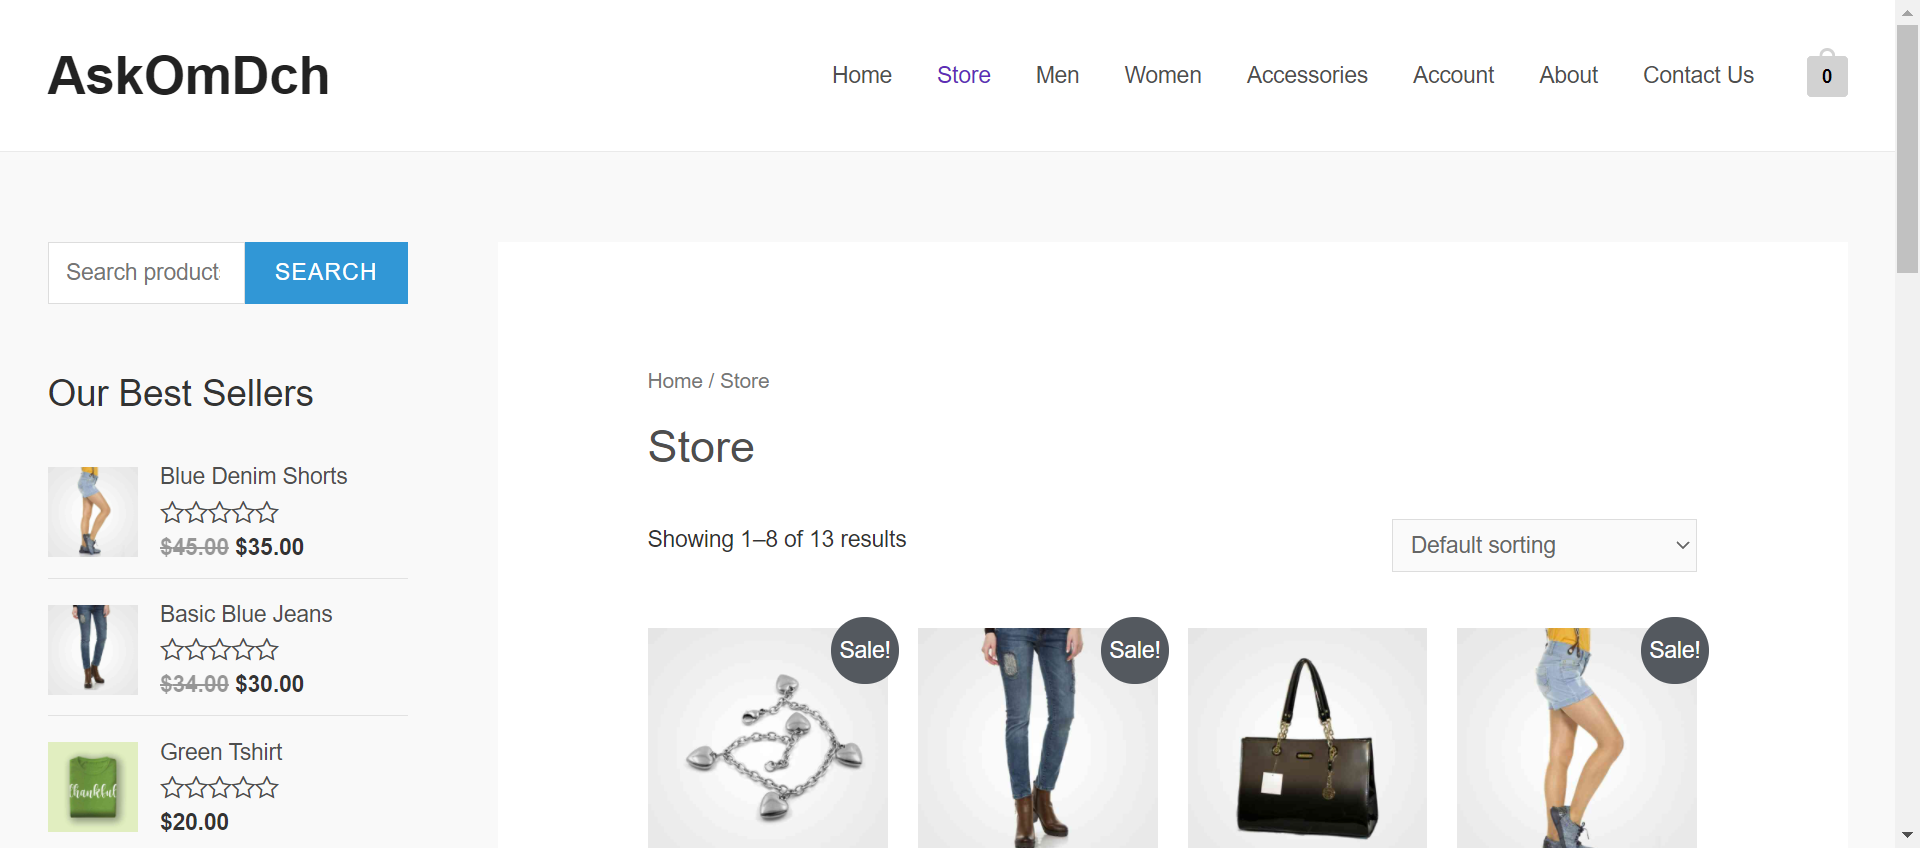 AskOmDch
Home Store Men Women Accessories Account About Contact Us 0
Search product SEARCH
Our Best Sellers
Blue Denim Shorts
$45.00 $35.00
Basic Blue Jeans
$34.00 $30.00
Green Tshirt
thankful
$20.00
Home / Store
Store
Showing 1–8 of 13 results
Default sorting
Sale!
Sale!
Sale!